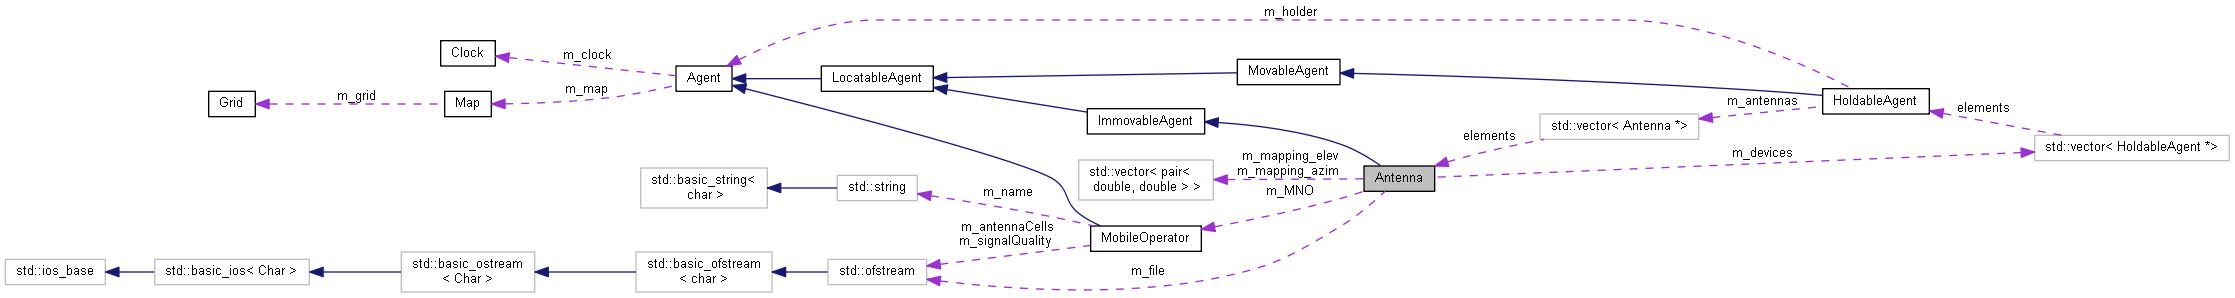 m_holder
Clock
m_clock
Agent
LocatableAgent
MovableAgent
Grid
m_grid
Map
m_map
HoldableAgent
m_antennas
elements
ImmovableAgent
std::vector< Antenna *>
elements
std::vector< HoldableAgent *>
m_devices
m_mapping_elev
m_mapping_azim
std::vector< pair<
double, double > >
Antenna
m_MNO
std::basic_string<
char >
std::string
m_name
m_antennaCells
m_signalQuality
MobileOperator
std::ios_base
std::basic_ios< Char >
std::basic_ostream
< Char >
std::basic_ofstream
< char >
std::ofstream
m_file